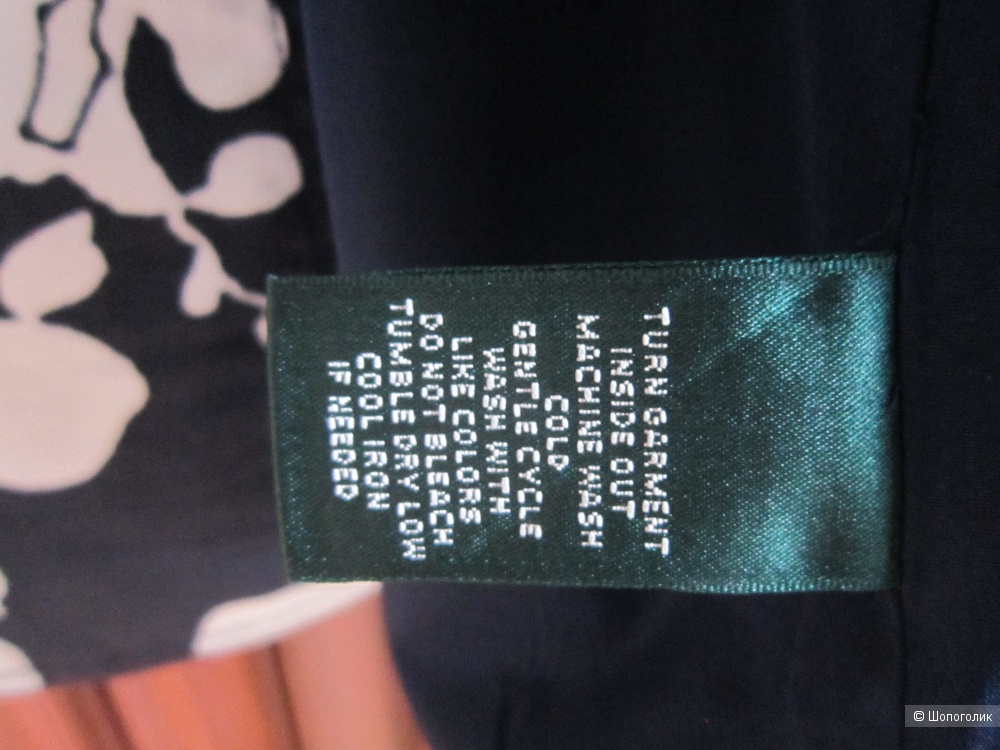 TURN GARMENT
INSIDE OUT
MACHINE WASH
COLD
GENTLE CYCLE
WASH WITH
LIKE COLORS
DO NOT BLEACH
TUMBLE DRY LOW
COOL IRON
IF NEEDED
© Шопоголик